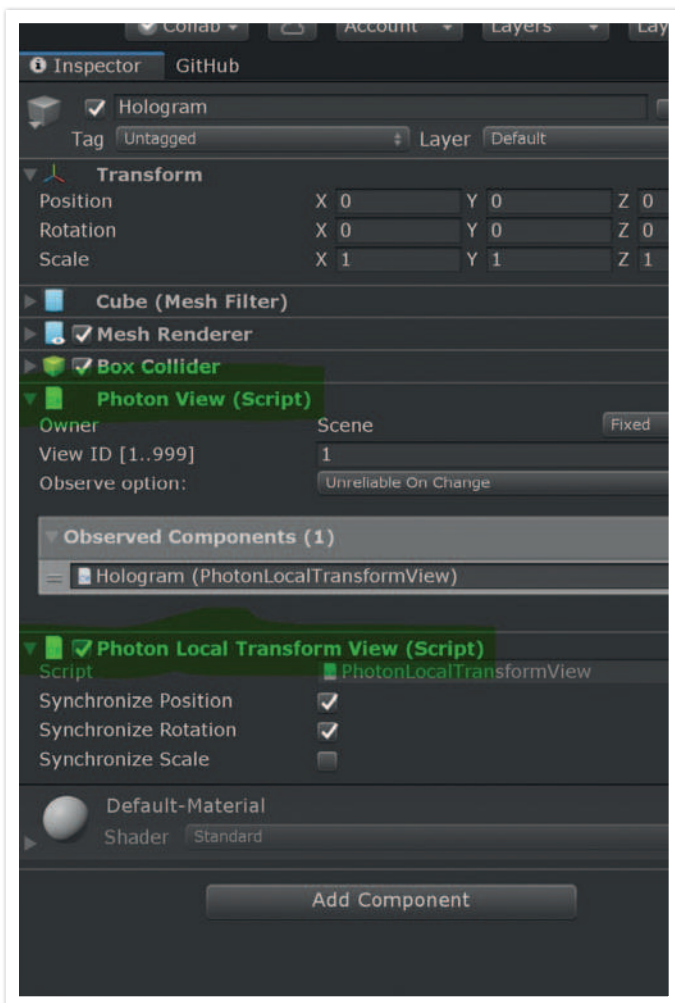 Collab Account Layers Lay
Inspector GitHub
Hologram
Tag Untagged Layer Default
Transform
Position X 0 Y 0 Z 0
Rotation X 0 Y 0 Z 0
Scale X 1 Y 1 Z 1
Cube (Mesh Filter)
Mesh Renderer
Box Collider
Photon View (Script)
Owner Scene Fixed
View ID [1..999] 1
Observe option: Unreliable On Change
Observed Components (1)
Hologram (PhotonLocalTransformView)
Photon Local Transform View (Script)
Script PhotonLocalTransformView
Synchronize Position
Synchronize Rotation
Synchronize Scale
Default-Material
Shader Standard
Add Component